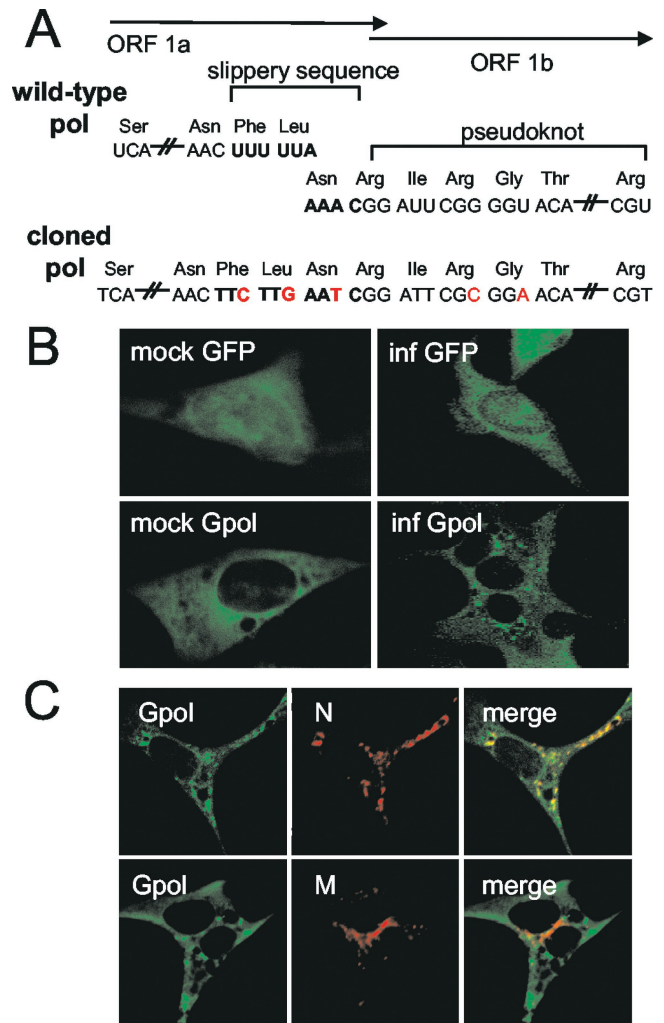 A
ORF 1a
ORF 1b
slippery sequence
wild-type pol
pseudoknot
Ser Asn Phe Leu
UCA AAC UUU UUA
Asn Arg Ile Arg Gly Thr Arg
AAA CGG AUU CGG GGU ACA CGU
cloned pol
Ser Asn Phe Leu Asn Arg Ile Arg Gly Arg
TCA AAC TTC TTG AAT CGG ATT CGC GGA ACA CGT
B
mock GFP
inf GFP
mock Gpol
inf Gpol
C
Gpol
N
merge
Gpol
M
merge